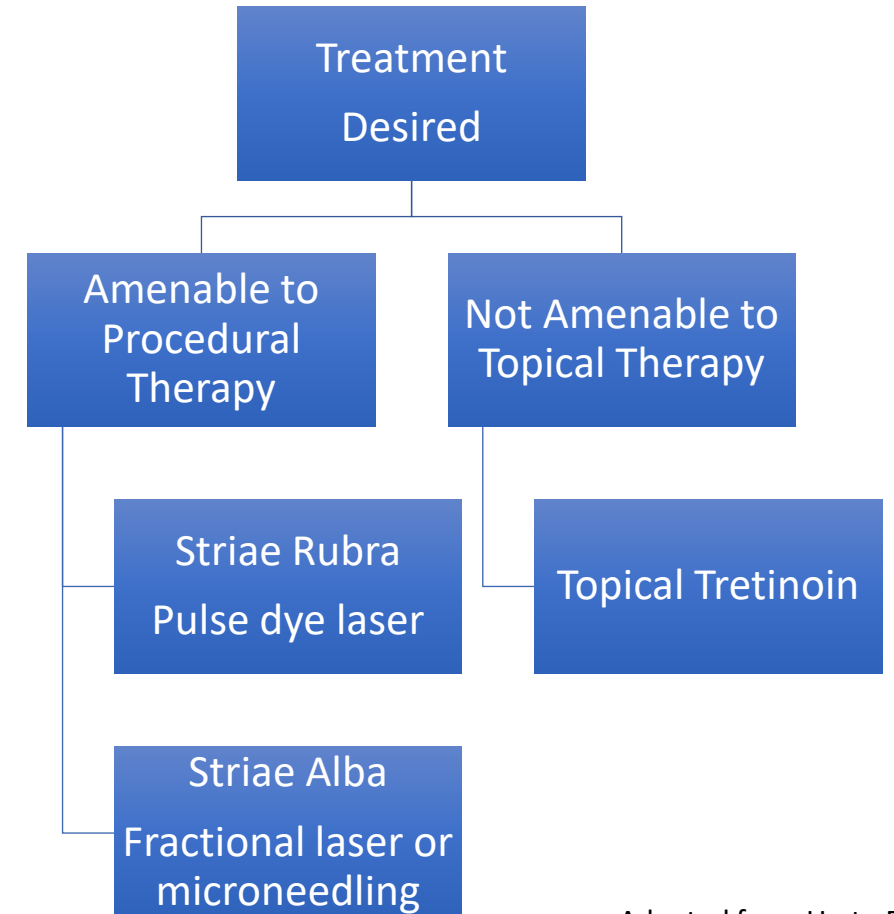 Treatment
Desired
Amenable to
Procedural
Therapy
Not Amenable to
Topical Therapy
Striae Rubra
Pulse dye laser
Topical Tretinoin
Striae Alba
Fractional laser or
microneedling